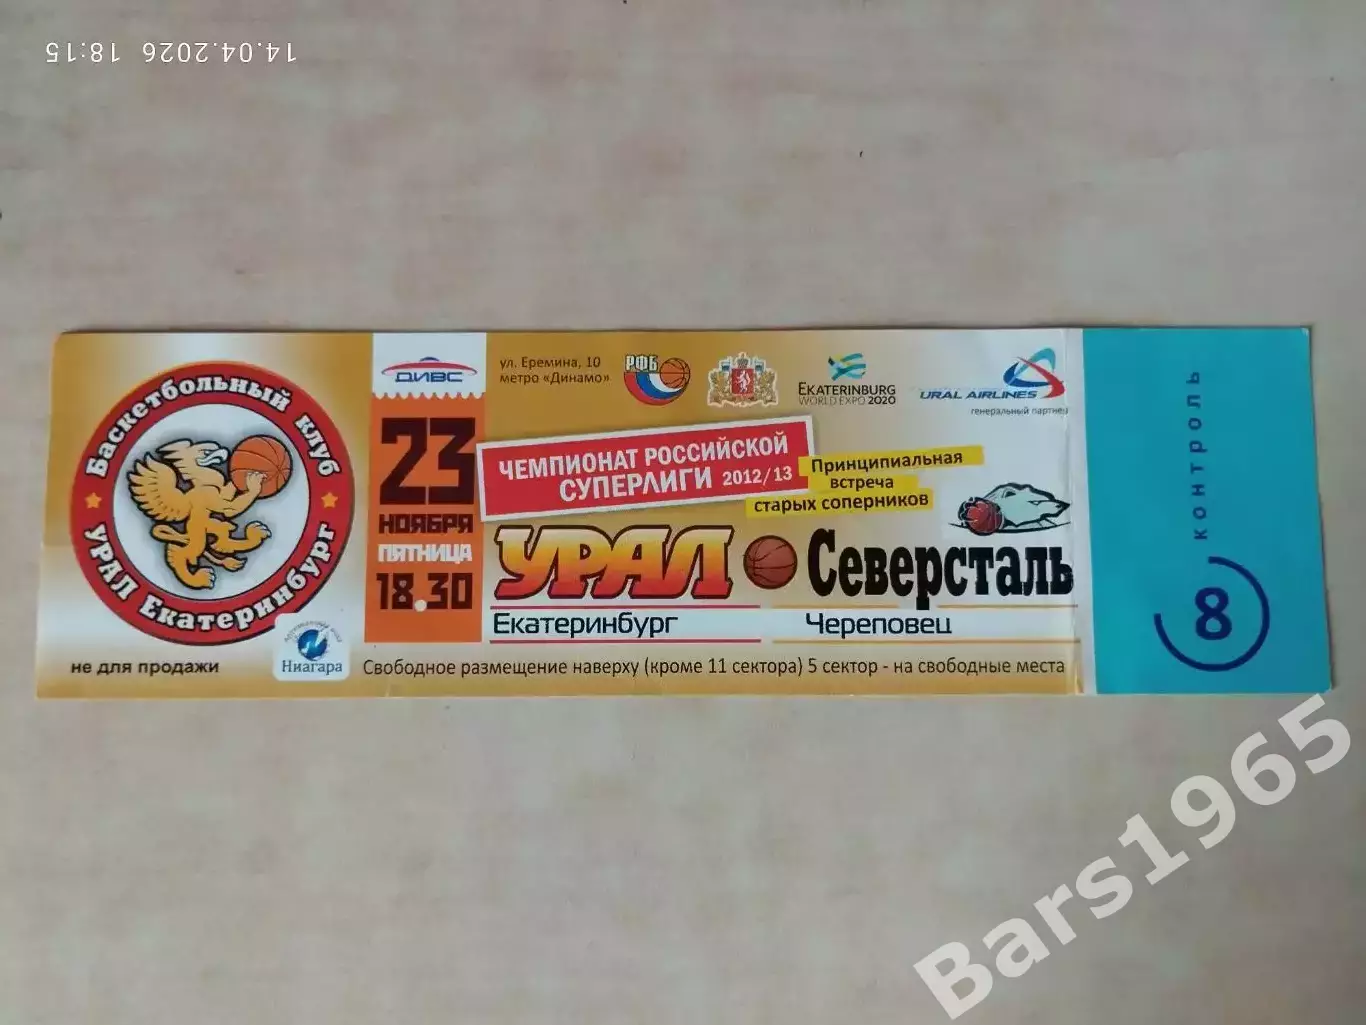 14.04.2026 18:15
Баскетбольный клуб
УРАЛ Екатеринбург
не для продажи
Ниагара
ДИВС
23
НОЯБРЯ
ПЯТНИЦА
18.30
ул. Еремина, 10
метро «Динамо»
РФБ
EKATERINBURG
WORLD EXPO 2020
URAL AIRLINES
генеральный партнер
ЧЕМПИОНАТ РОССИЙСКОЙ
СУПЕРЛИГИ 2012/13
Принципиальная
встреча
старых соперников
УРАЛ
Северсталь
Екатеринбург
Череповец
Свободное размещение наверху (кроме 11 сектора) 5 сектор - на свободные места
контроль
8
Bars1965